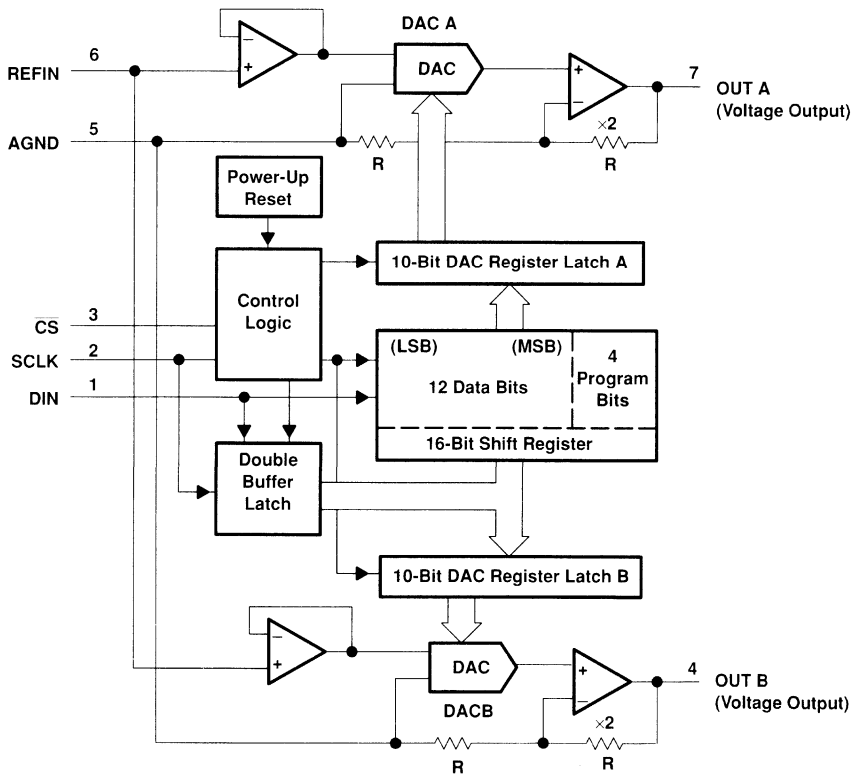 DAC A
6
REFIN
−
+
DAC
+
−
7
OUT A
(Voltage Output)
5
AGND
R
×2
R
Power-Up
Reset
10-Bit DAC Register Latch A
Control
Logic
3
CS
2
SCLK
1
DIN
(LSB)
(MSB)
12 Data Bits
4
Program
Bits
16-Bit Shift Register
Double
Buffer
Latch
10-Bit DAC Register Latch B
−
+
DAC
DACB
+
−
4
OUT B
(Voltage Output)
R
×2
R